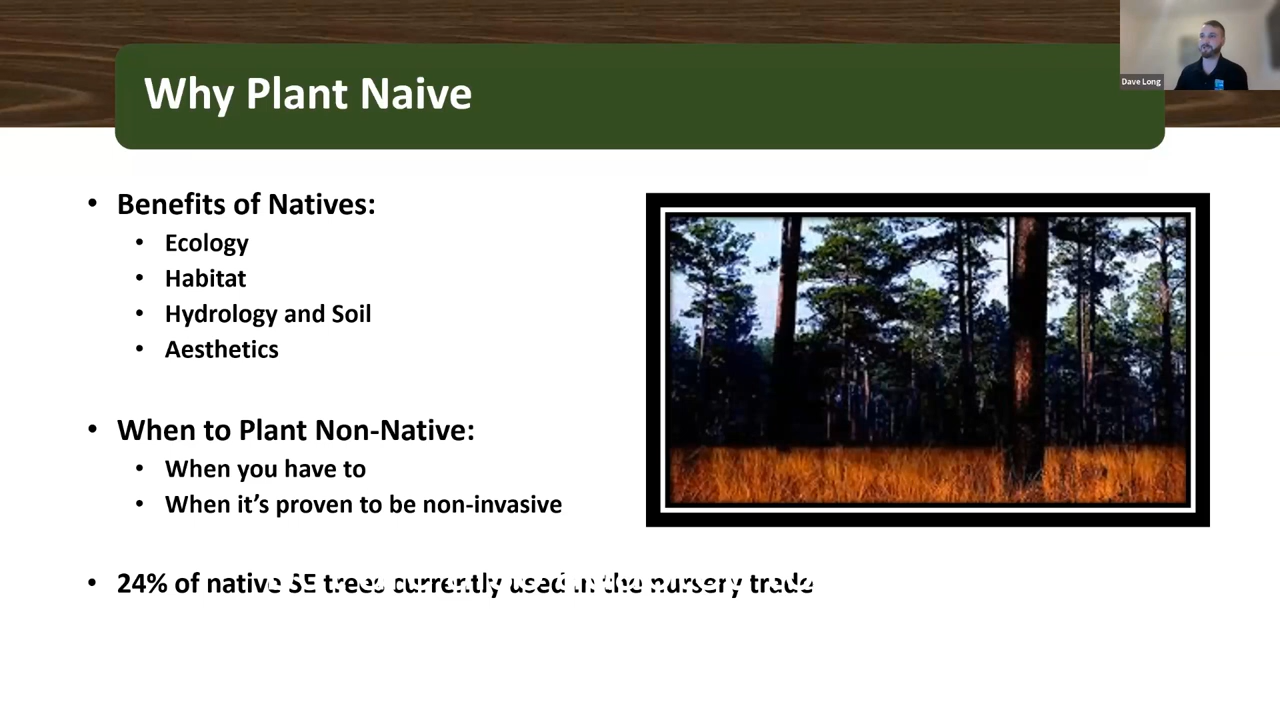 Why Plant Naive
Dave Long
• Benefits of Natives:
• Ecology
• Habitat
• Hydrology and Soil
• Aesthetics
• When to Plant Non-Native:
• When you have to
• When it’s proven to be non-invasive
• 24% of native SE trees currently used in the nursery trade